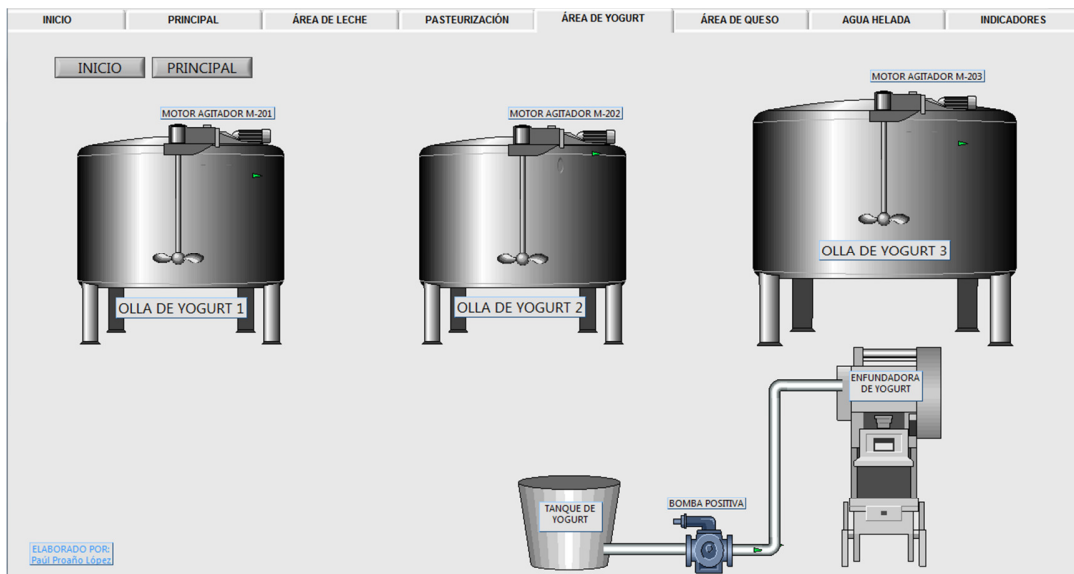 INICIO
PRINCIPAL
ÁREA DE LECHE
PASTEURIZACIÓN
ÁREA DE YOGURT
ÁREA DE QUESO
AGUA HELADA
INDICADORES
INICIO
PRINCIPAL
MOTOR AGITADOR M-201
MOTOR AGITADOR M-202
MOTOR AGITADOR M-203
OLLA DE YOGURT 1
OLLA DE YOGURT 2
OLLA DE YOGURT 3
ENFUNDADORA
DE YOGURT
TANQUE DE
YOGURT
BOMBA POSITIVA
ELABORADO POR:
Paúl Proaño López